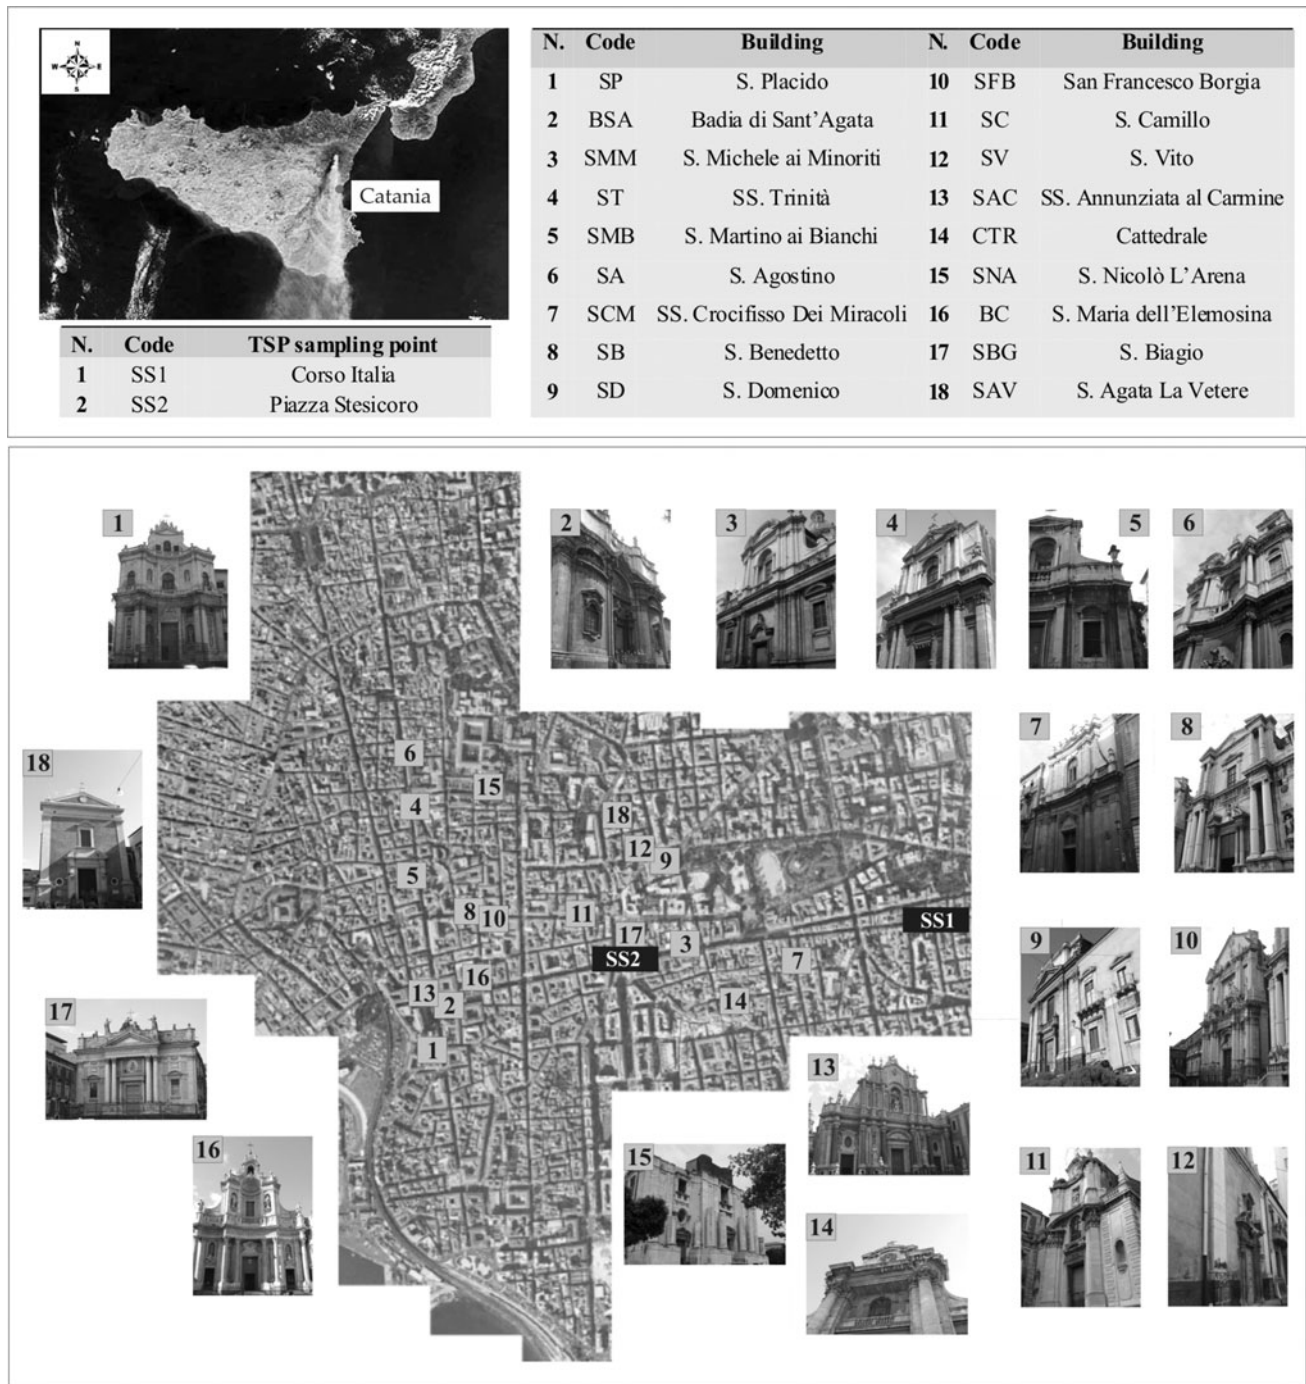 N
W E
S
Catania
N. Code TSP sampling point
1 SS1 Corso Italia
2 SS2 Piazza Stesicoro
N. Code Building N. Code Building
1 SP S. Placido 10 SFB San Francesco Borgia
2 BSA Badia di Sant'Agata 11 SC S. Camillo
3 SMM S. Michele ai Minoriti 12 SV S. Vito
4 ST SS. Trinità 13 SAC SS. Annunziata al Carmine
5 SMB S. Martino ai Bianchi 14 CTR Cattedrale
6 SA S. Agostino 15 SNA S. Nicolò L'Arena
7 SCM SS. Crocifisso Dei Miracoli 16 BC S. Maria dell'Elemosina
8 SB S. Benedetto 17 SBG S. Biagio
9 SD S. Domenico 18 SAV S. Agata La Vetere
1
2
3
4
5
6
7
8
18
6
15
4
18
12
9
5
8
10
11
17
SS1
SS2
3
7
9
10
16
13
2
14
17
1
13
16
15
11
12
14